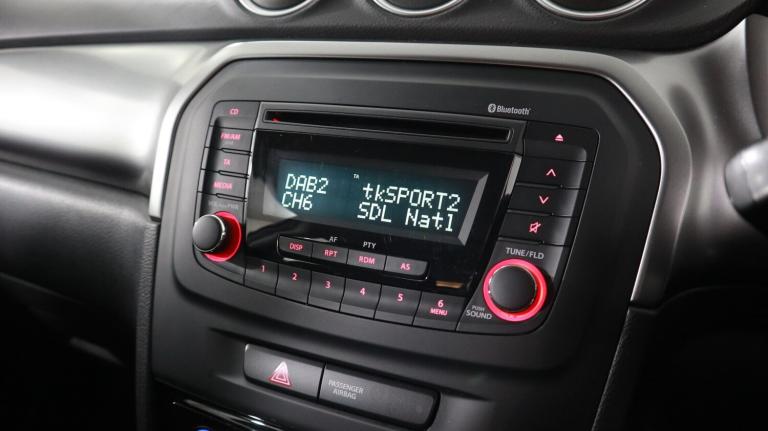 Bluetooth
CD
FM/AM
TA
MEDIA
TA
DAB2 tkSPORT2
CH6 SDL Natl
AF PTY
DISP RPT RDM AS
1 2 3 4 5 6
MENU
TUNE/FLD
PUSH
SOUND
PASSENGER
AIRBAG